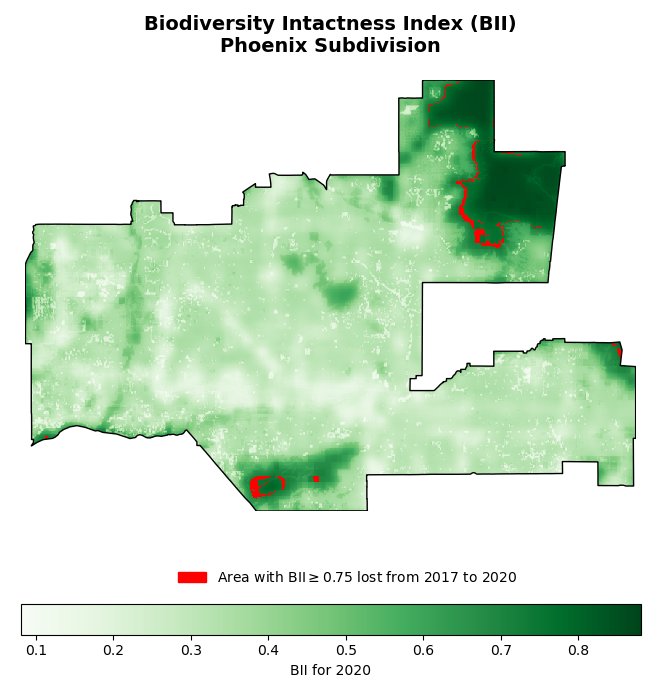 Biodiversity Intactness Index (BII)
Phoenix Subdivision
Area with BII ≥ 0.75 lost from 2017 to 2020
0.1 0.2 0.3 0.4 0.5 0.6 0.7 0.8
BII for 2020